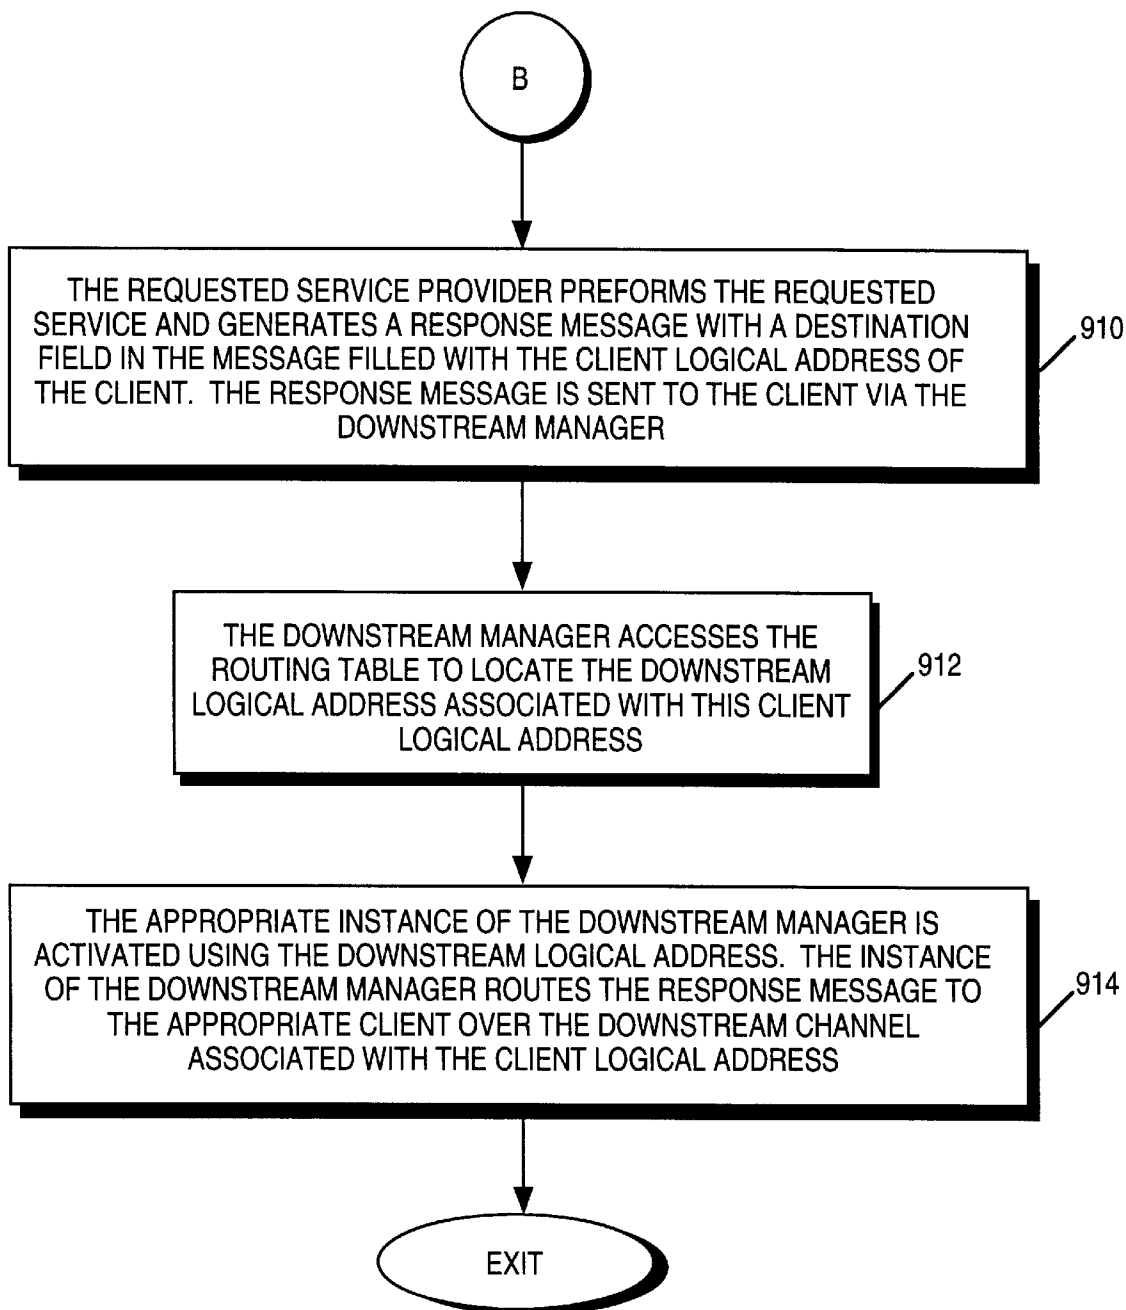 B
THE REQUESTED SERVICE PROVIDER PREFORMS THE REQUESTED
SERVICE AND GENERATES A RESPONSE MESSAGE WITH A DESTINATION
FIELD IN THE MESSAGE FILLED WITH THE CLIENT LOGICAL ADDRESS OF
THE CLIENT.  THE RESPONSE MESSAGE IS SENT TO THE CLIENT VIA THE
DOWNSTREAM MANAGER
910
THE DOWNSTREAM MANAGER ACCESSES THE
ROUTING TABLE TO LOCATE THE DOWNSTREAM
LOGICAL ADDRESS ASSOCIATED WITH THIS CLIENT
LOGICAL ADDRESS
912
THE APPROPRIATE INSTANCE OF THE DOWNSTREAM MANAGER IS
ACTIVATED USING THE DOWNSTREAM LOGICAL ADDRESS.  THE INSTANCE
OF THE DOWNSTREAM MANAGER ROUTES THE RESPONSE MESSAGE TO
THE APPROPRIATE CLIENT OVER THE DOWNSTREAM CHANNEL
ASSOCIATED WITH THE CLIENT LOGICAL ADDRESS
914
EXIT